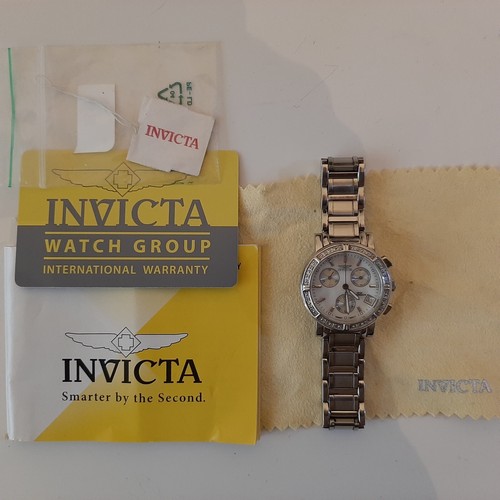 INVICTA
INVICTA
WATCH GROUP
INTERNATIONAL WARRANTY
INVICTA
Smarter by the Second.
INVICTA